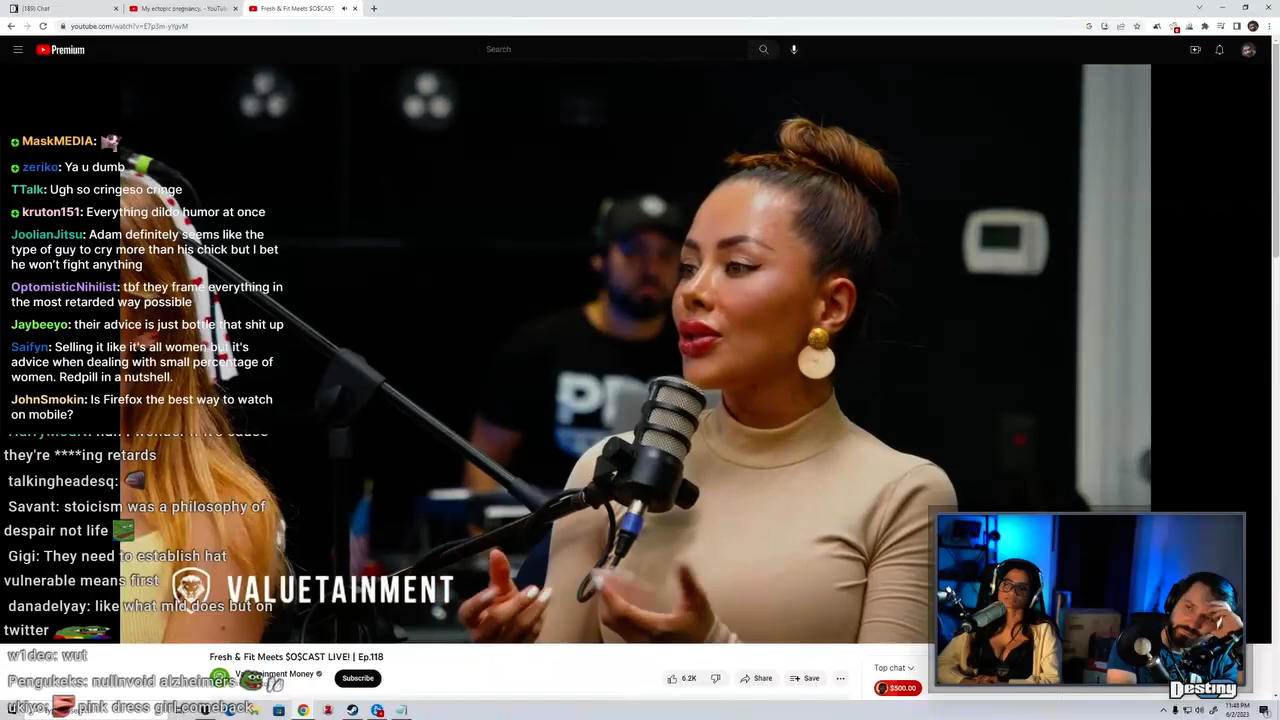 (189) Chat
My ectopic pregnancy. - YouTube
Fresh & Fit Meets $O$CAST
youtube.com/watch?v=E7p3m-yYgvM
Premium
Search
MaskMEDIA:
zeriko: Ya u dumb
TTalk: Ugh so cringeso cringe
kruton151: Everything dildo humor at once
JoolianJitsu: Adam definitely seems like the
type of guy to cry more than his chick but I bet
he won't fight anything
OptomisticNihilist: tbf they frame everything in
the most retarded way possible
Jaybeeyo: their advice is just bottle that shit up
Saifyn: Selling it like it's all women but it's
advice when dealing with small percentage of
women. Redpill in a nutshell.
JohnSmokin: Is Firefox the best way to watch
on mobile?
they're ****ing retards
talkingheadesq:
Savant: stoicism was a philosophy of
despair not life
Gigi: They need to establish hat
vulnerable means first
danadelyay: like what mld does but on
twitter
w1deo: wut
Pengukeks: nullnvoid alzheimers
ukiyo: pink dress girl comeback
VALUETAINMENT
Fresh & Fit Meets $O$CAST LIVE! | Ep.118
Subscribe
6.2K
Share
Save
Top chat
$500.00
Destiny
11:48 PM
6/2/2023